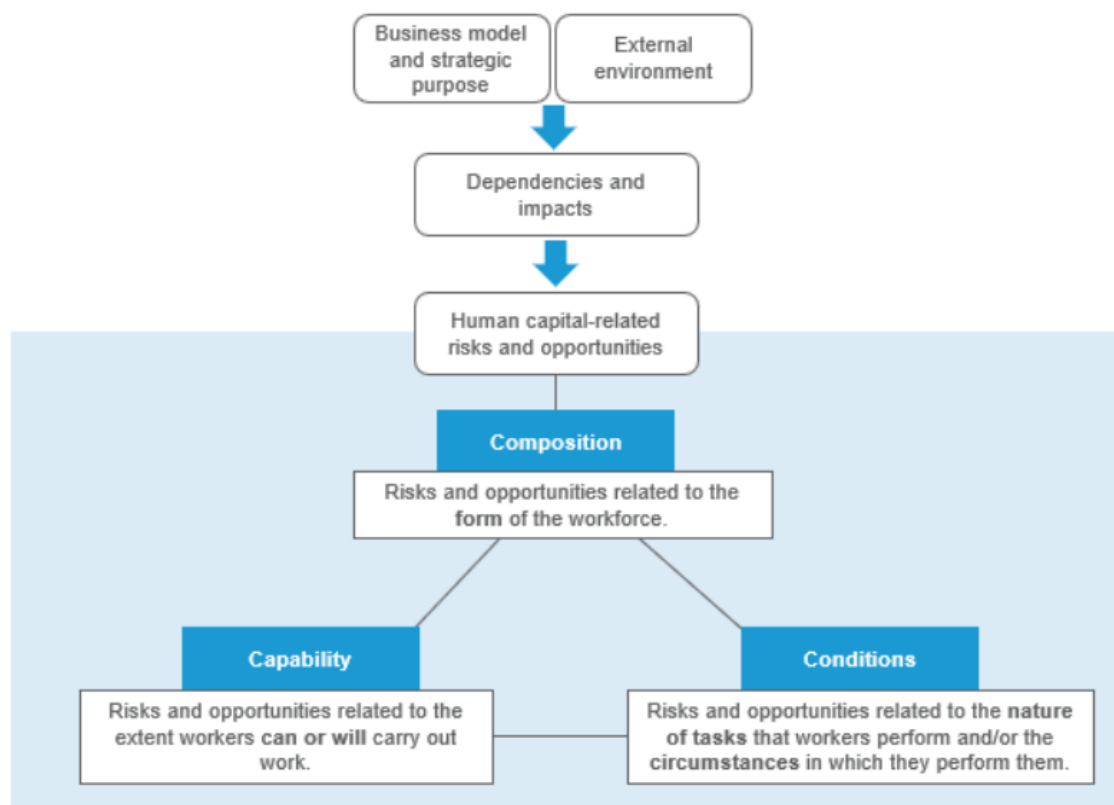 Business model
and strategic
purpose
External
environment
Dependencies and
impacts
Human capital-related
risks and opportunities
Composition
Risks and opportunities related to the
form of the workforce.
Capability
Risks and opportunities related to the
extent workers can or will carry out
work.
Conditions
Risks and opportunities related to the nature
of tasks that workers perform and/or the
circumstances in which they perform them.